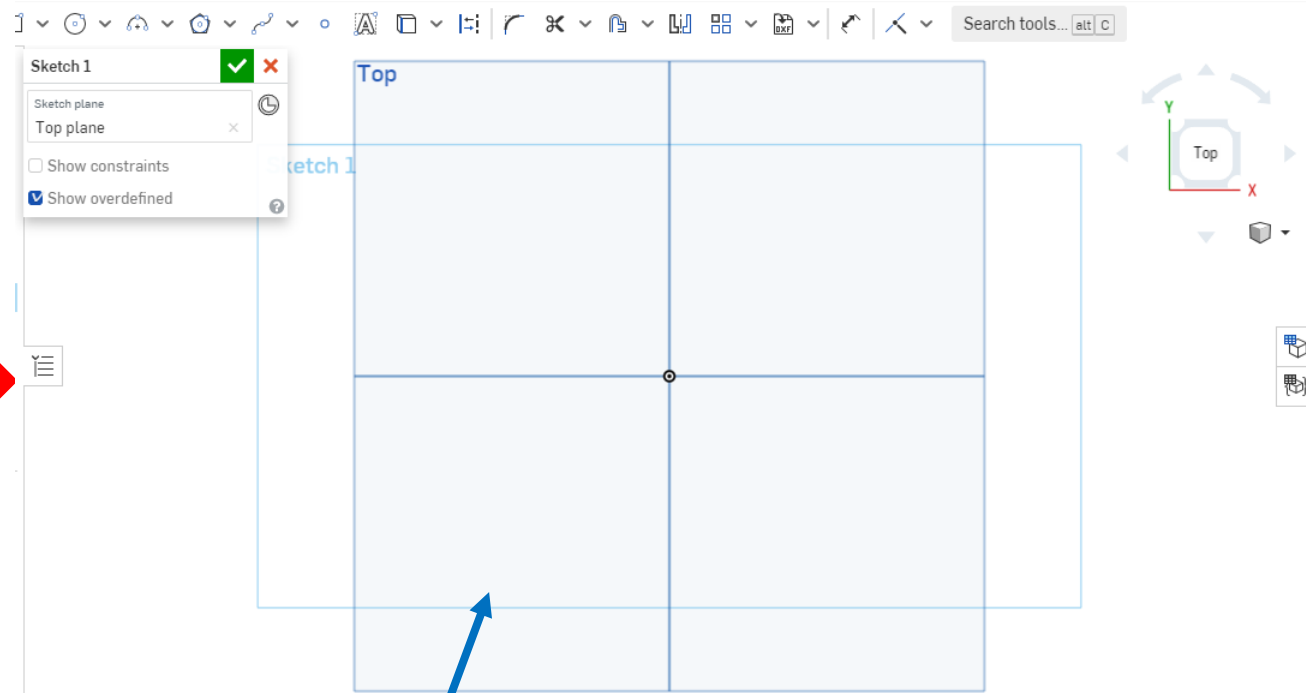 Search tools... alt C
Sketch 1
Top
Sketch plane
Top plane
Show constraints
Sketch 1
Show overdefined
Y
Top
X
A
DXF